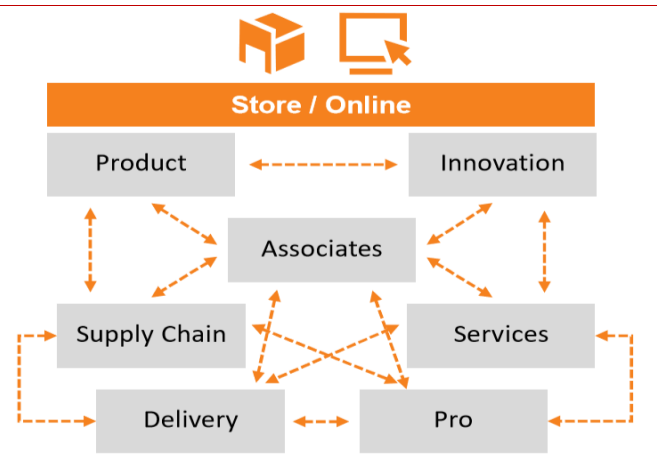 Store / Online
Product
Innovation
Associates
Supply Chain
Services
Delivery
Pro